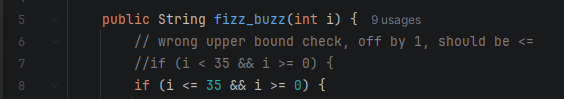 5 public String fizz_buzz(int i) { 9 usages
6 // wrong upper bound check, off by 1, should be <=
7 //if (i < 35 && i >= 0) {
8 if (i <= 35 && i >= 0) {